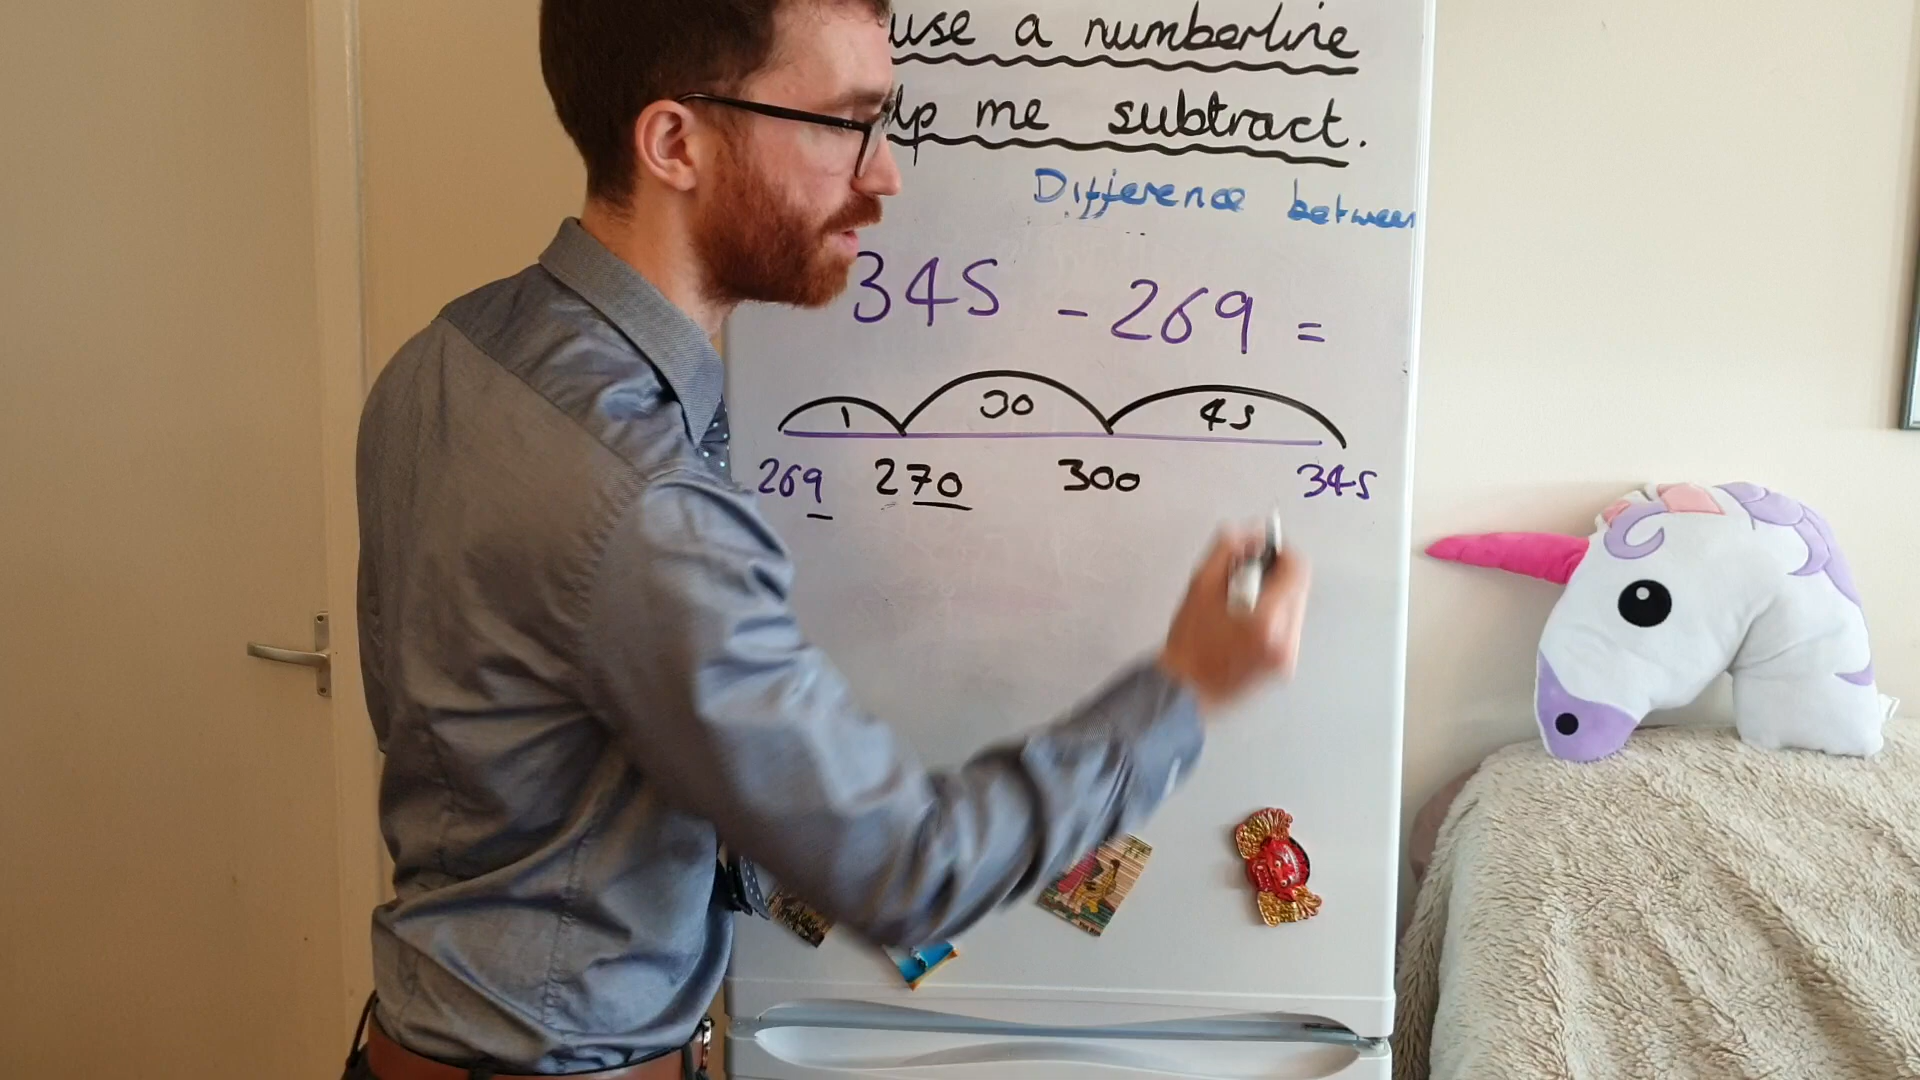 use a numberline
lp me subtract.
Difference between
345 - 269 =
1 30 45
269 270 300 345